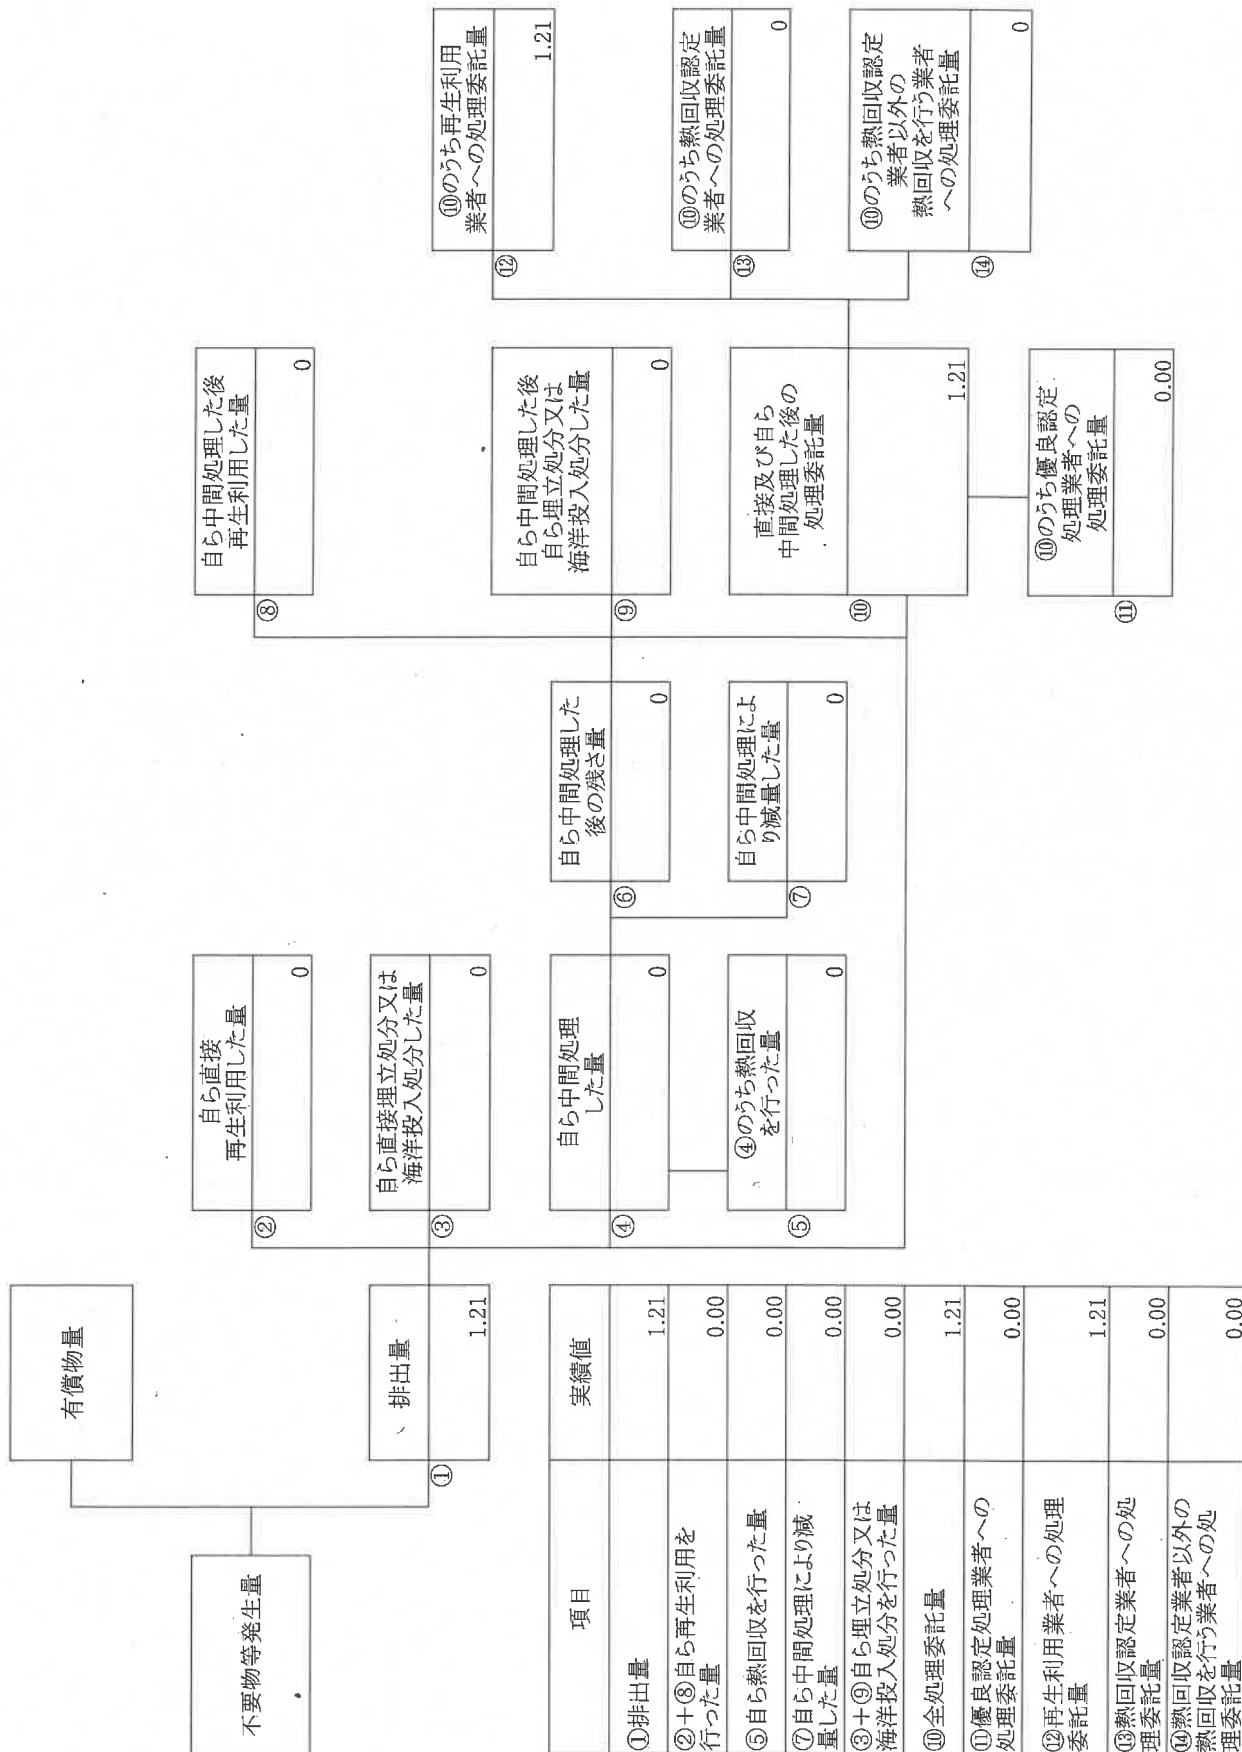 不要物等発生量
有償物量
①
排出量
1.21
②
自ら直接
再生利用した量
0
③
自ら直接埋立処分又は
海洋投入処分した量
0
④
自ら中間処理
した量
0
⑤
④のうち熱回収
を行った量
0
⑥
自ら中間処理した
後の残さ量
0
⑦
自ら中間処理によ
り減量した量
0
⑧
自ら中間処理した後
再生利用した量
0
⑨
自ら中間処理した後
自ら埋立処分又は
海洋投入処分した量
0
⑩
直接及び自ら
中間処理した後の
処理委託量
1.21
⑪
⑩のうち優良認定
処理業者への
処理委託量
0.00
⑫
⑩のうち再生利用
業者への処理委託量
1.21
⑬
⑩のうち熱回収認定
業者への処理委託量
0
⑭
⑩のうち熱回収認定
業者以外の
熱回収を行う業者
への処理委託量
0
項目 実績値
①排出量 1.21
②+⑧自ら再生利用を
行った量 0.00
⑤自ら熱回収を行った量 0.00
⑦自ら中間処理により減
量した量 0.00
③+⑨自ら埋立処分又は
海洋投入処分を行った量 0.00
⑩全処理委託量 1.21
⑪優良認定処理業者への
処理委託量 0.00
⑫再生利用業者への処理
委託量 1.21
⑬熱回収認定業者への処
理委託量 0.00
⑭熱回収認定業者以外の
熱回収を行う業者への処
理委託量 0.00